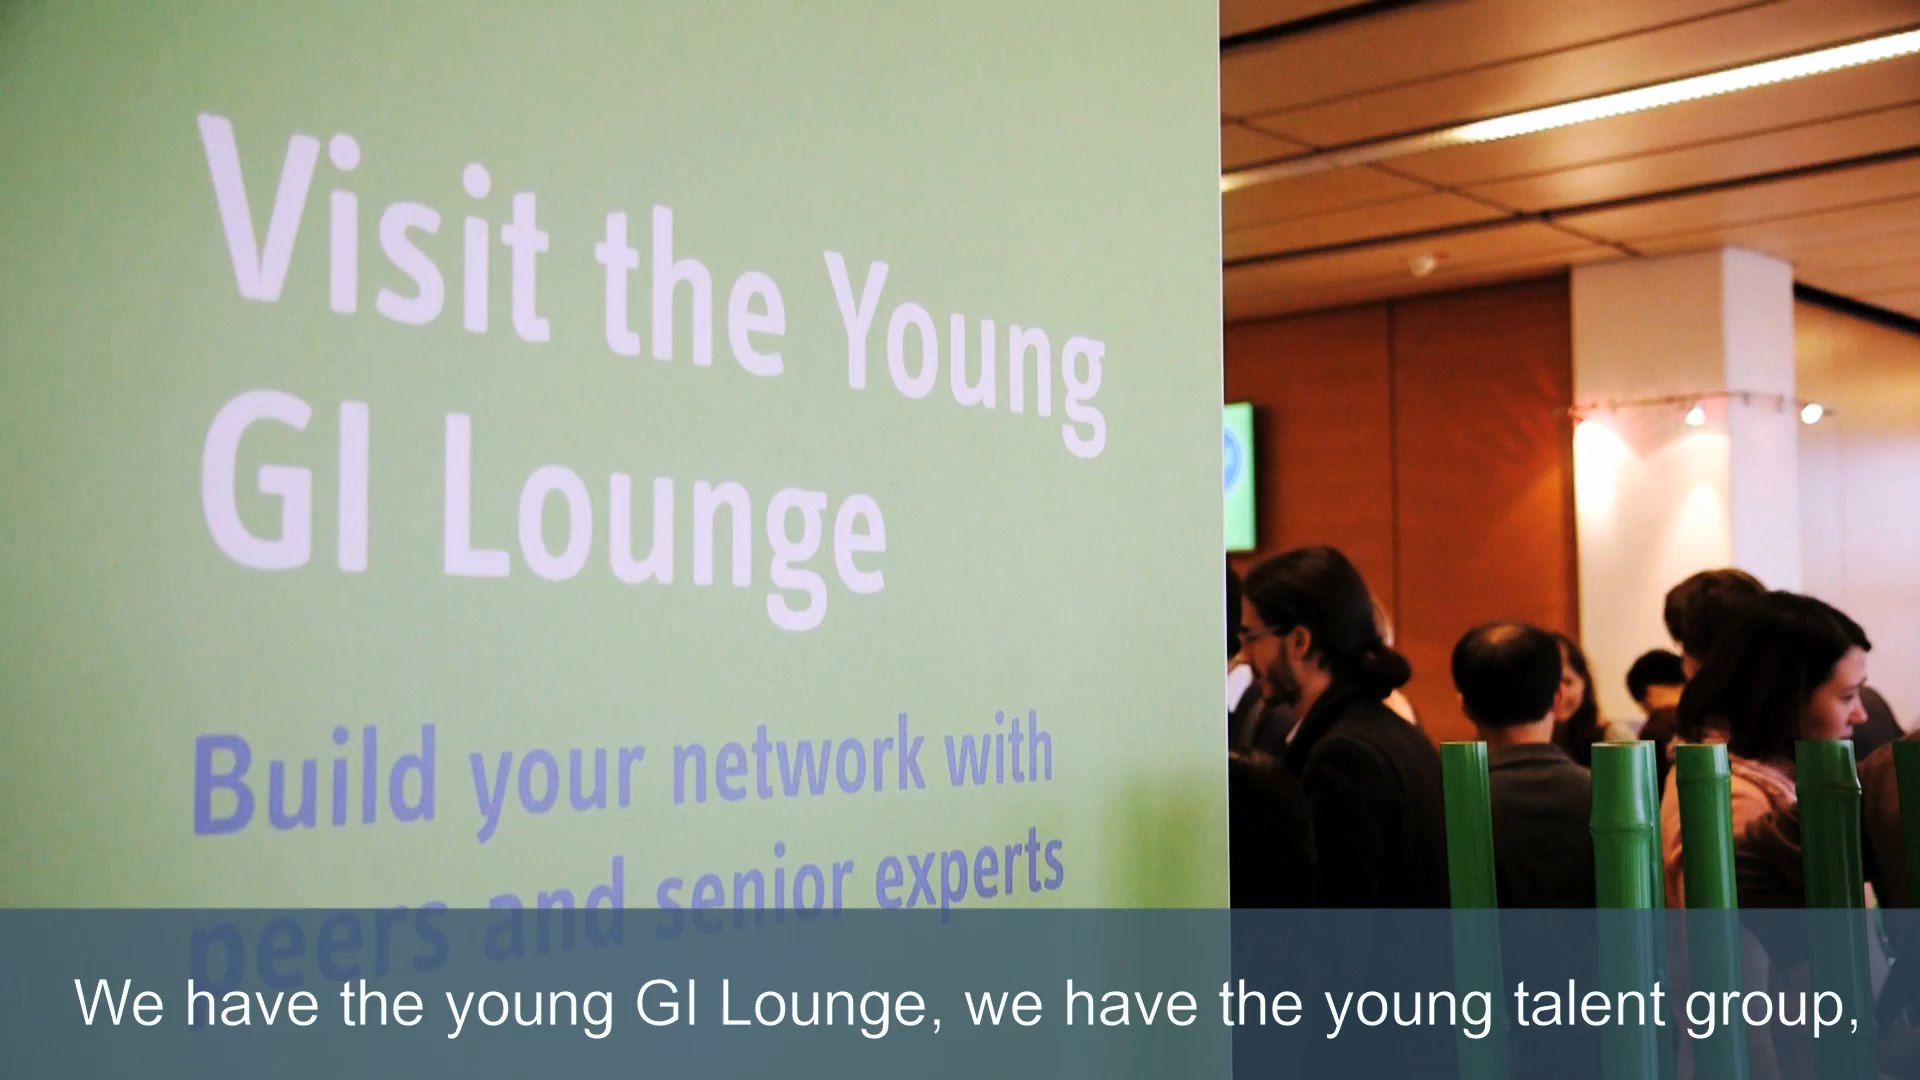 Visit the Young
GI Lounge
Build your network with
peers and senior experts
We have the young GI Lounge, we have the young talent group,